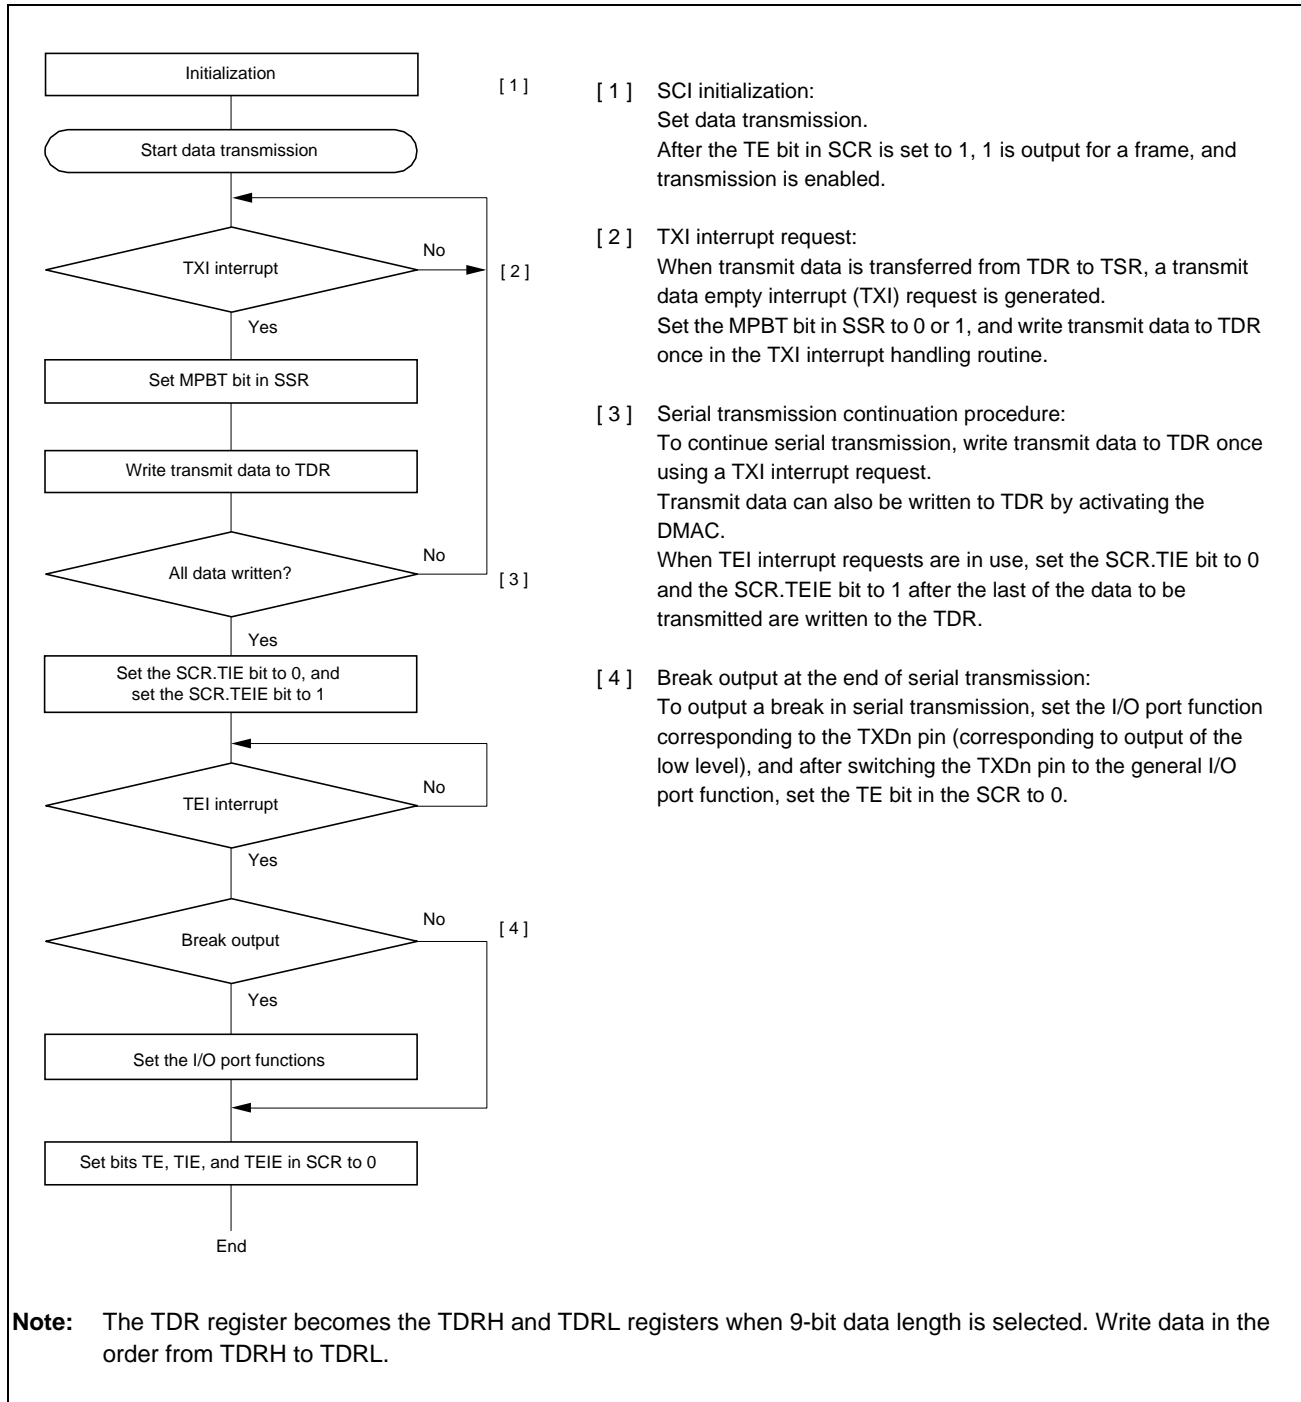 Initialization
[ 1 ]
Start data transmission
No
TXI interrupt
[ 2 ]
Yes
Set MPBT bit in SSR
Write transmit data to TDR
No
All data written?
[ 3 ]
Yes
Set the SCR.TIE bit to 0, and
set the SCR.TEIE bit to 1
No
TEI interrupt
Yes
No
[ 4 ]
Break output
Yes
Set the I/O port functions
Set bits TE, TIE, and TEIE in SCR to 0
End
[ 1 ] SCI initialization:
Set data transmission.
After the TE bit in SCR is set to 1, 1 is output for a frame, and
transmission is enabled.
[ 2 ] TXI interrupt request:
When transmit data is transferred from TDR to TSR, a transmit
data empty interrupt (TXI) request is generated.
Set the MPBT bit in SSR to 0 or 1, and write transmit data to TDR
once in the TXI interrupt handling routine.
[ 3 ] Serial transmission continuation procedure:
To continue serial transmission, write transmit data to TDR once
using a TXI interrupt request.
Transmit data can also be written to TDR by activating the
DMAC.
When TEI interrupt requests are in use, set the SCR.TIE bit to 0
and the SCR.TEIE bit to 1 after the last of the data to be
transmitted are written to the TDR.
[ 4 ] Break output at the end of serial transmission:
To output a break in serial transmission, set the I/O port function
corresponding to the TXDn pin (corresponding to output of the
low level), and after switching the TXDn pin to the general I/O
port function, set the TE bit in the SCR to 0.
Note: The TDR register becomes the TDRH and TDRL registers when 9-bit data length is selected. Write data in the
order from TDRH to TDRL.